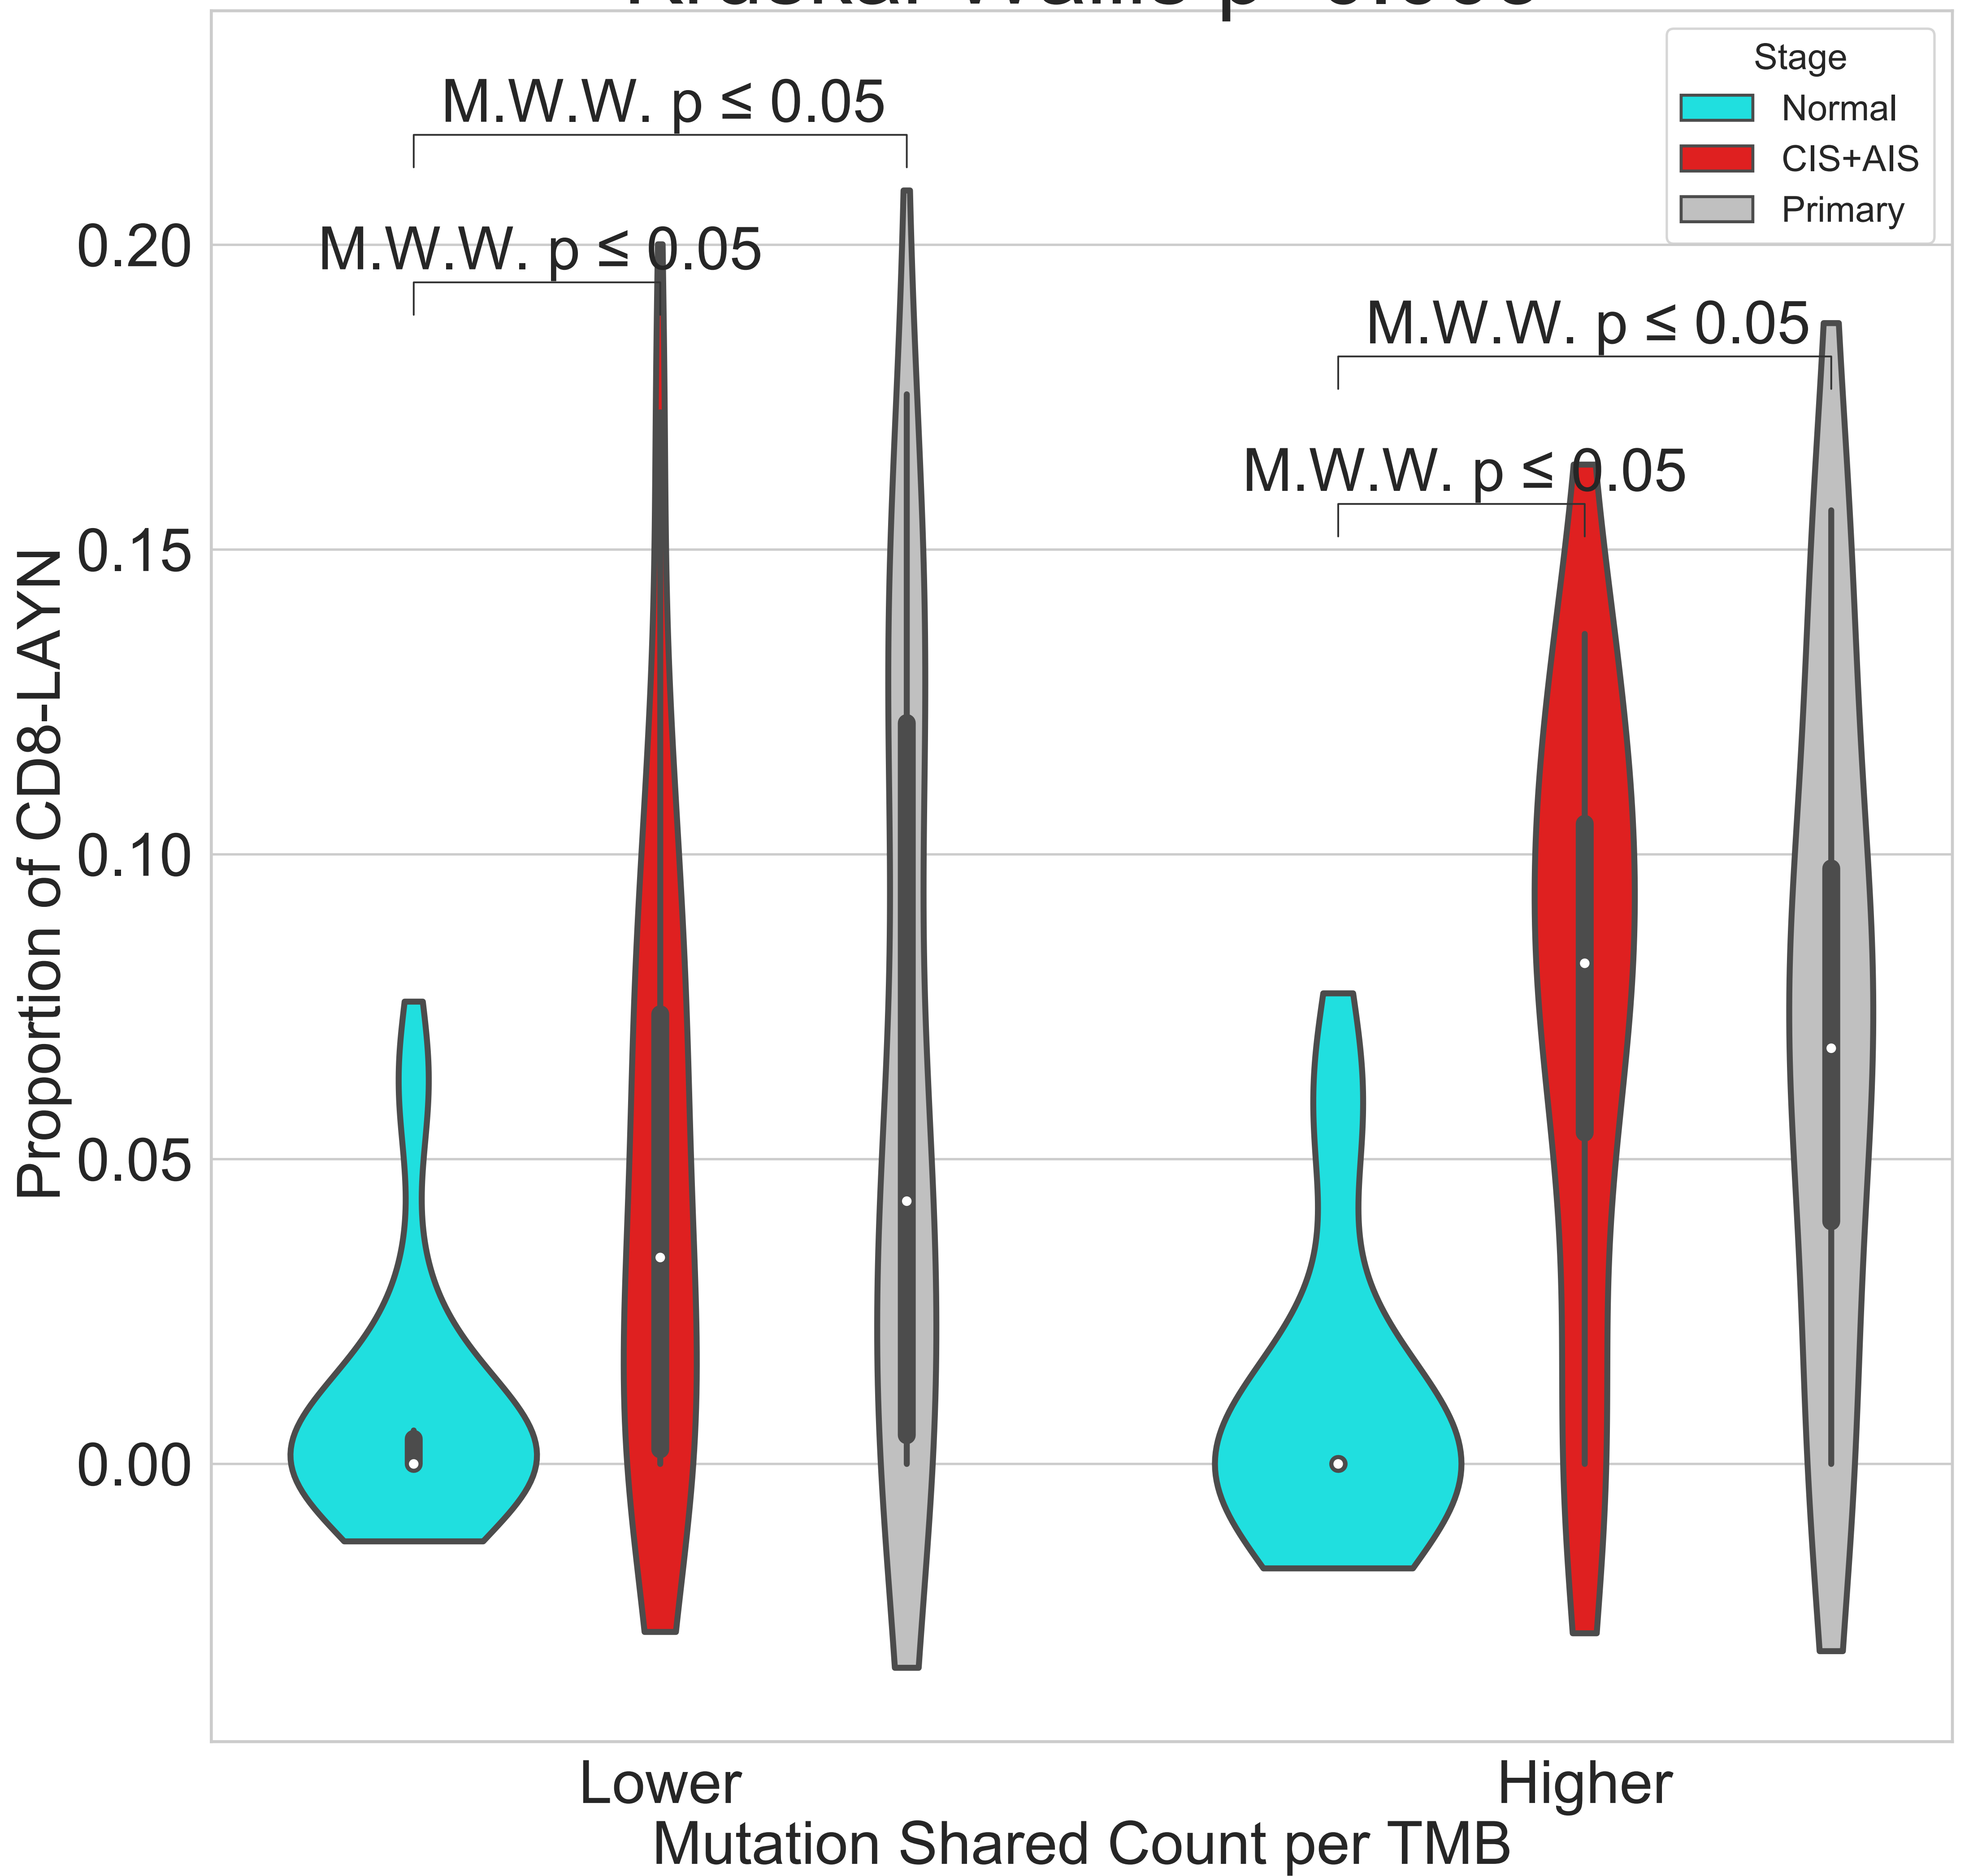 Stage
Normal
CIS+AIS
Primary
M.W.W. p ≤ 0.05
M.W.W. p ≤ 0.05
M.W.W. p ≤ 0.05
M.W.W. p ≤ 0.05
Proportion of CD8-LAYN
0.20
0.15
0.10
0.05
0.00
Lower
Higher
Mutation Shared Count per TMB